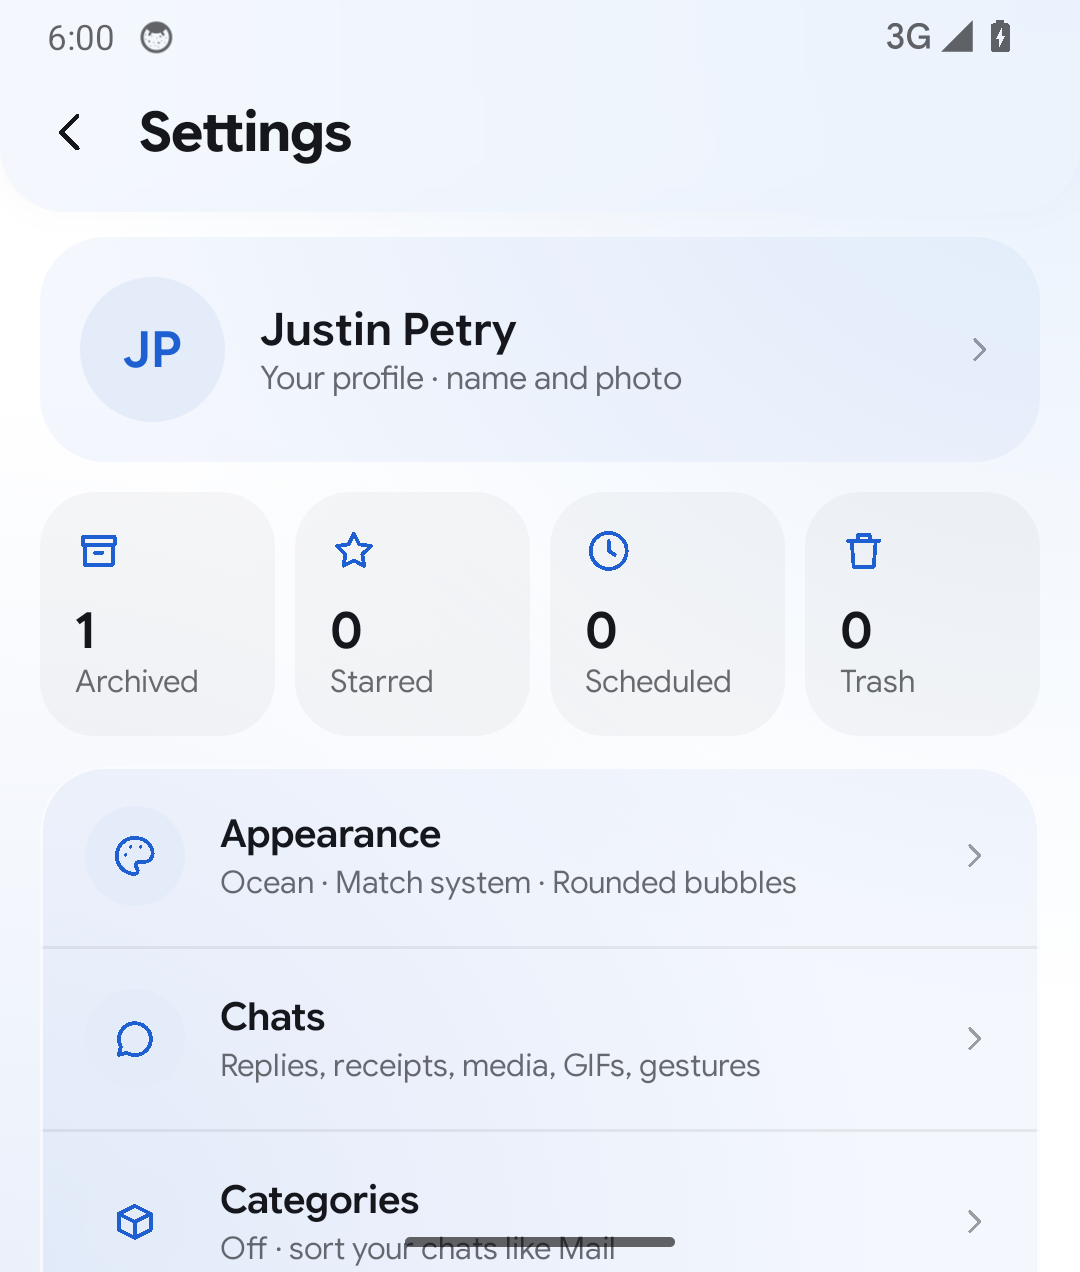 6:00
3G
Settings
JP
Justin Petry
Your profile · name and photo
1
Archived
0
Starred
0
Scheduled
0
Trash
Appearance
Ocean · Match system · Rounded bubbles
Chats
Replies, receipts, media, GIFs, gestures
Categories
Off · sort your chats like Mail